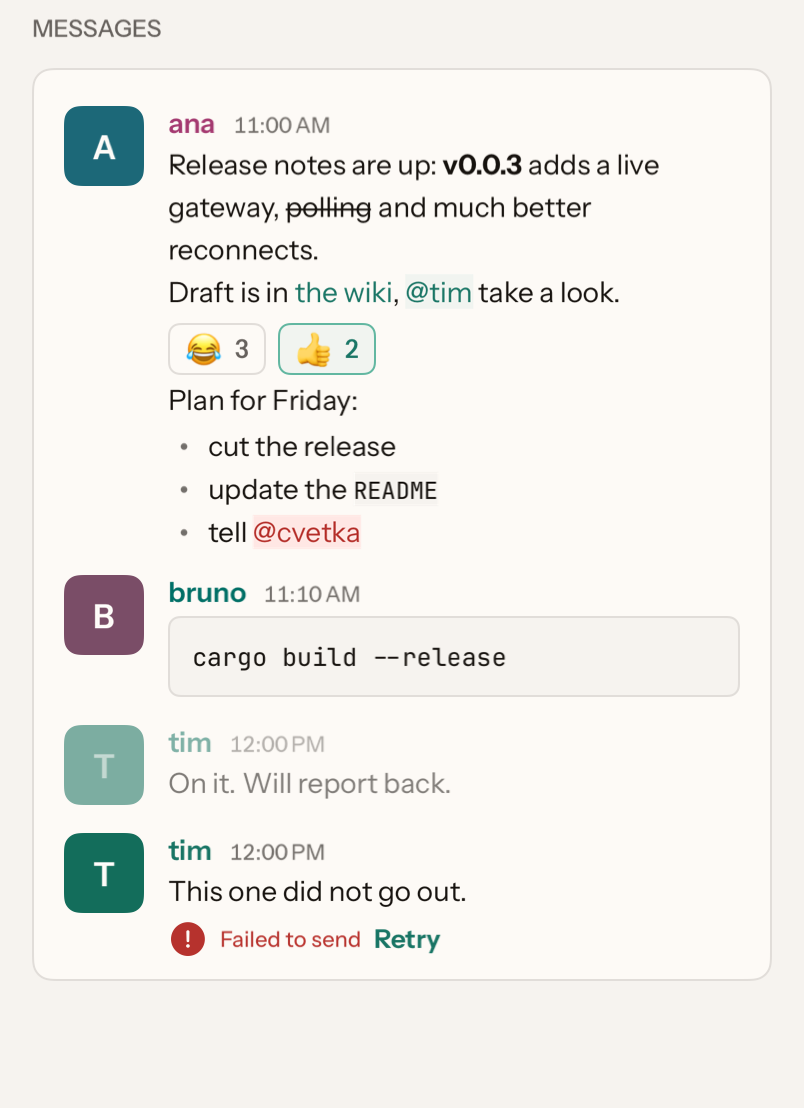 MESSAGES
A
ana 11:00 AM
Release notes are up: v0.0.3 adds a live
gateway, polling and much better
reconnects.
Draft is in the wiki, @tim take a look.
😂 3 👍 2
Plan for Friday:
• cut the release
• update the README
• tell @cvetka
B
bruno 11:10 AM
cargo build --release
T
tim 12:00 PM
On it. Will report back.
T
tim 12:00 PM
This one did not go out.
! Failed to send Retry